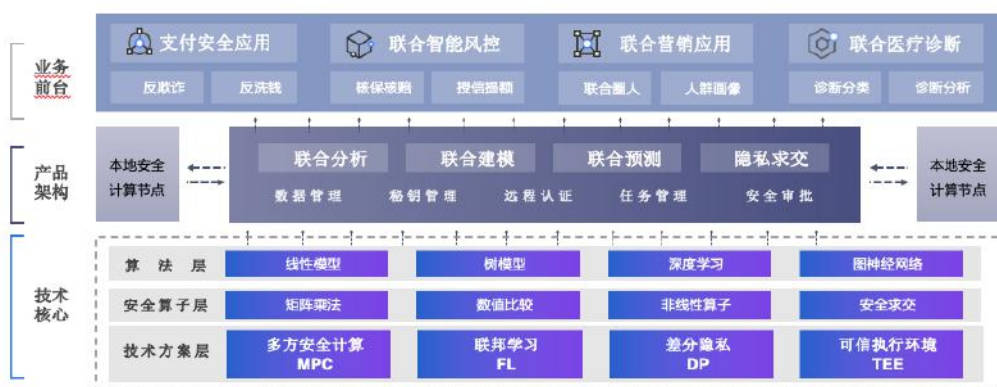 业务
前台
支付安全应用
联合智能风控
联合营销应用
联合医疗诊断
反欺诈
反洗钱
核保核赔
授信提额
联合圈人
人群画像
诊断分类
诊断分析
产品
架构
本地安全
计算节点
联合分析
联合建模
联合预测
隐私求交
数据管理
秘钥管理
远程认证
任务管理
安全审批
本地安全
计算节点
技术
核心
算法层
线性模型
树模型
深度学习
图神经网络
安全算子层
矩阵乘法
数值比较
非线性算子
安全求交
技术方案层
多方安全计算
MPC
联邦学习
FL
差分隐私
DP
可信执行环境
TEE